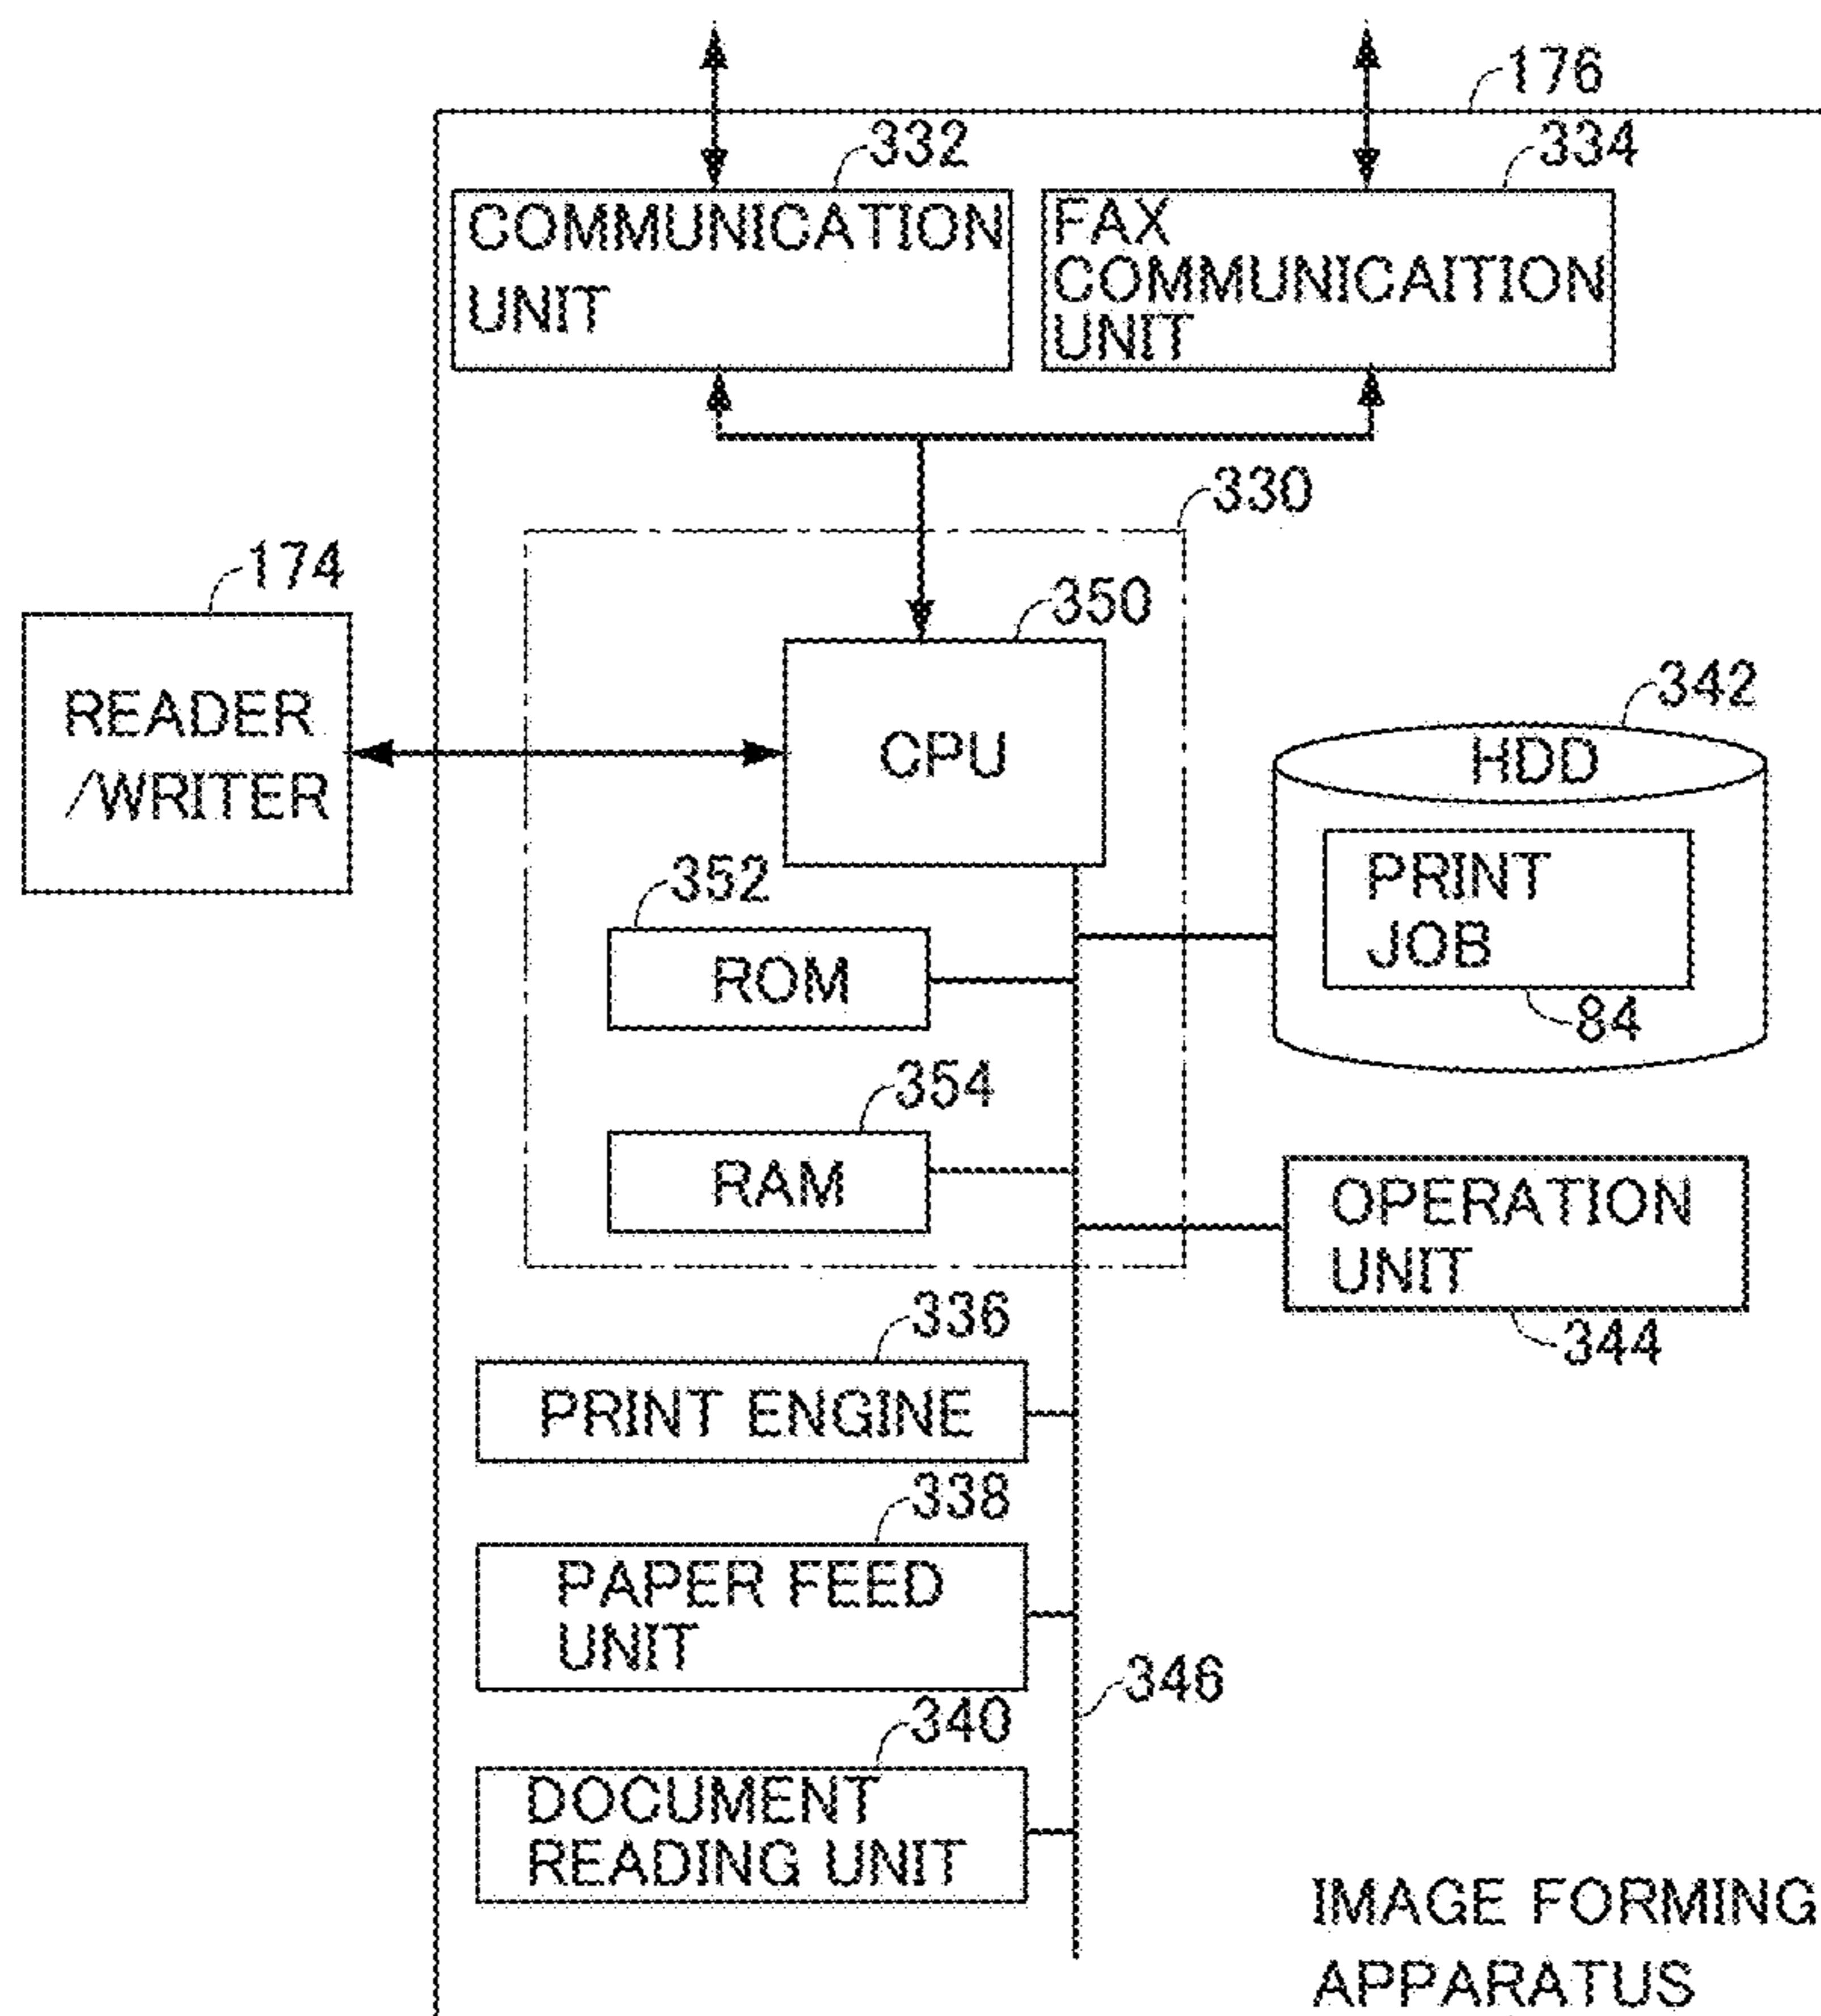 176
332
334
COMMUNICATION
UNIT
FAX
COMMUNICAITION
UNIT
330
174
350
READER
/WRITER
CPU
342
HDD
352
PRINT
JOB
ROM
84
354
RAM
OPERATION
UNIT
336
344
PRINT ENGINE
338
PAPER FEED
UNIT
346
340
DOCUMENT
READING UNIT
IMAGE FORMING
APPARATUS